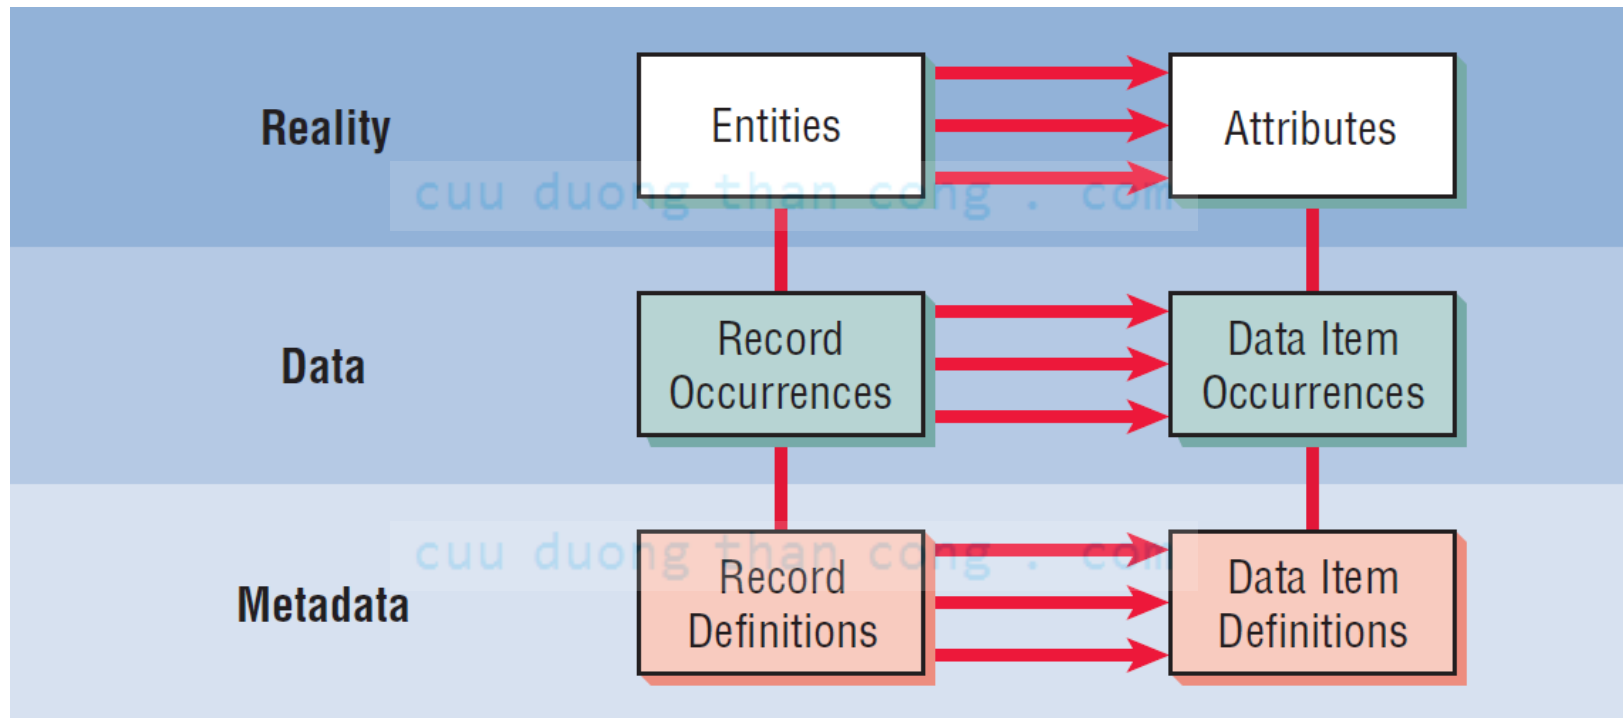 Reality
Entities
Attributes
cuu duong than cong . com
Data
Record
Occurrences
Data Item
Occurrences
cuu duong than cong . com
Metadata
Record
Definitions
Data Item
Definitions